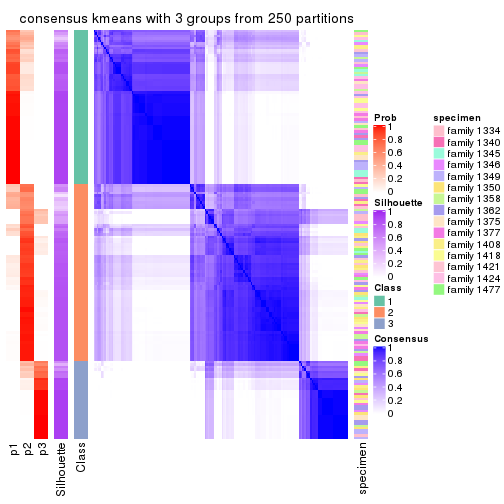 consensus kmeans with 3 groups from 250 partitions
Prob
1
0.8
0.6
0.4
0.2
0
Silhouette
1
0.8
0.6
0.4
0.2
0
Class
1
2
3
Consensus
1
0.8
0.6
0.4
0.2
0
specimen
family 1334
family 1340
family 1345
family 1346
family 1349
family 1350
family 1358
family 1362
family 1375
family 1377
family 1408
family 1418
family 1421
family 1424
family 1477
p1
p2
p3
Silhouette
Class
specimen